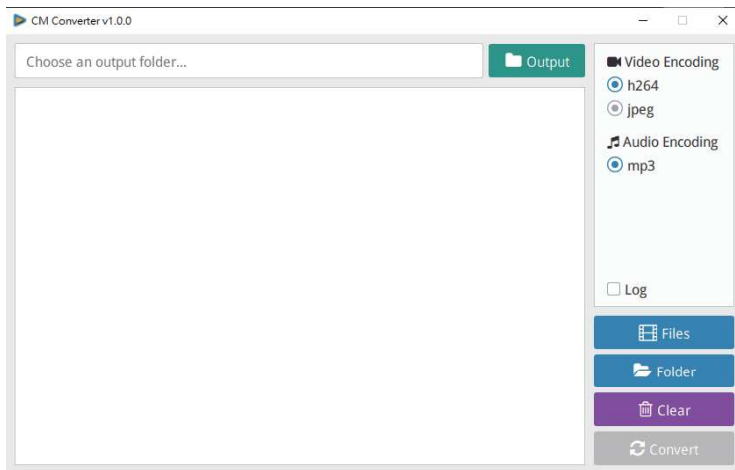 CM Converter v1.0.0
Choose an output folder...
Output
Video Encoding
h264
jpeg
Audio Encoding
mp3
Log
Files
Folder
Clear
Convert